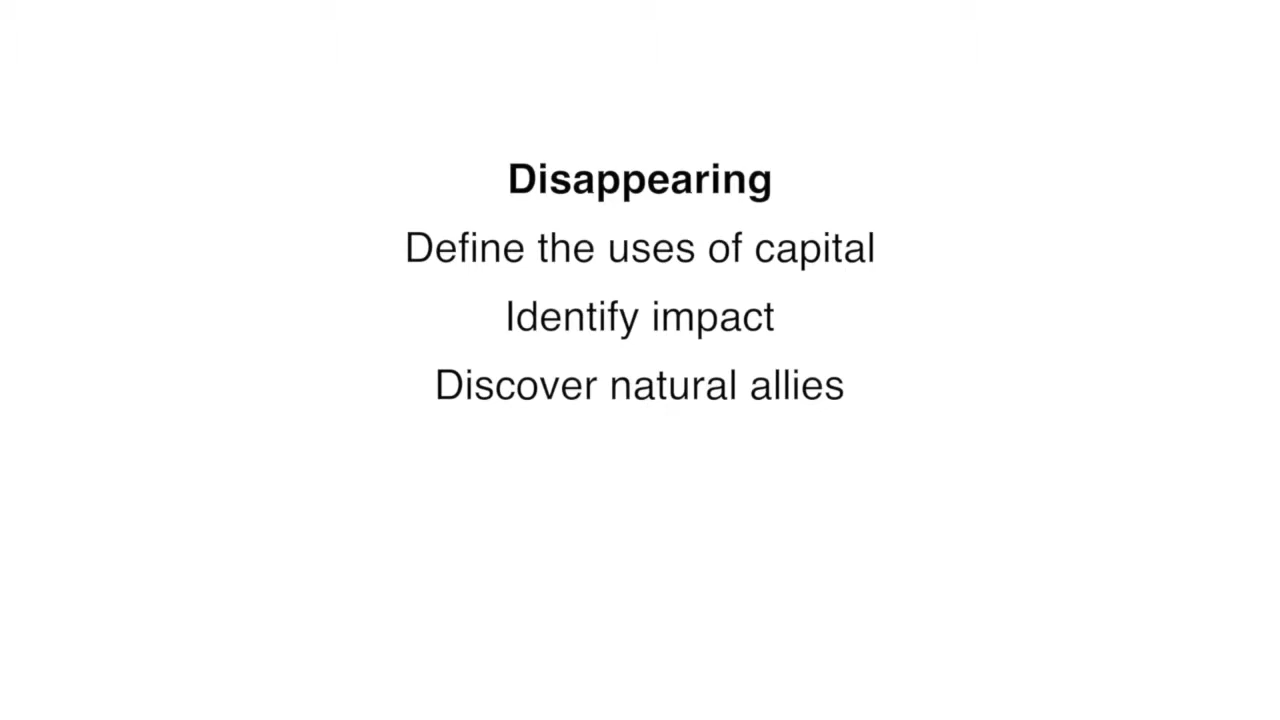 Disappearing
Define the uses of capital
Identify impact
Discover natural allies